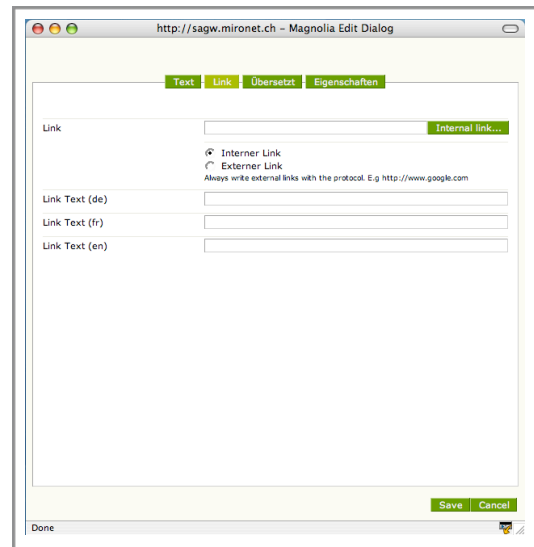 http://sagw.mironet.ch – Magnolia Edit Dialog
Text Link Übersetzt Eigenschaften
Link Internal link...
Interner Link
Externer Link
Always write external links with the protocol. E.g http://www.google.com
Link Text (de)
Link Text (fr)
Link Text (en)
Save Cancel
Done